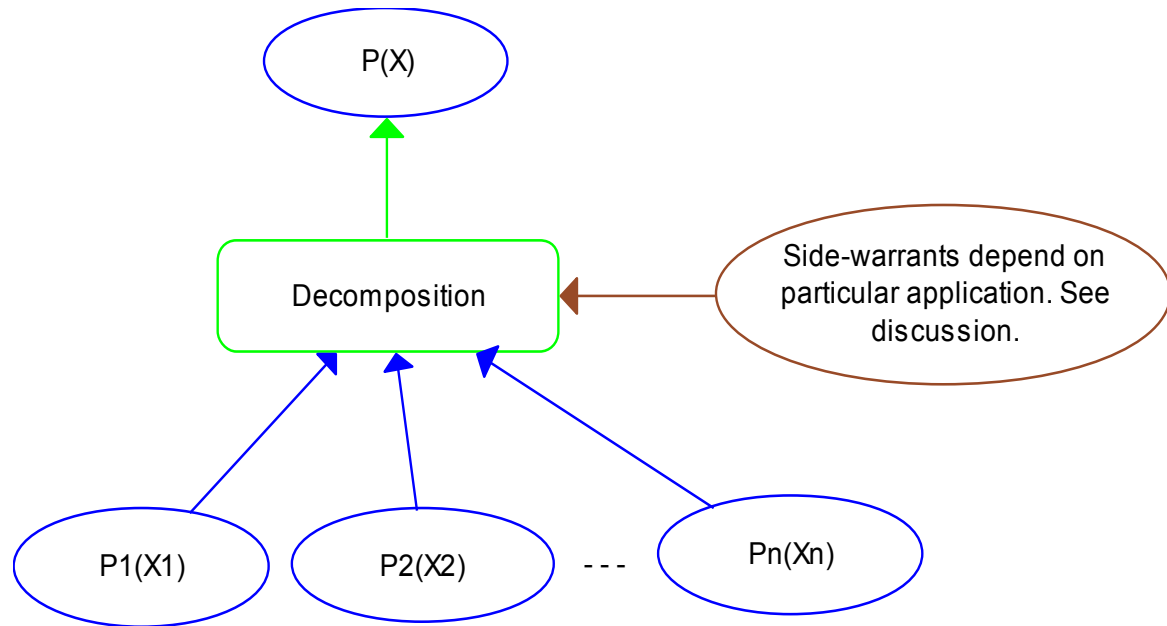 P(X)
Decomposition
Side-warrants depend on
particular application. See
discussion.
P1(X1)
P2(X2)
- - -
Pn(Xn)